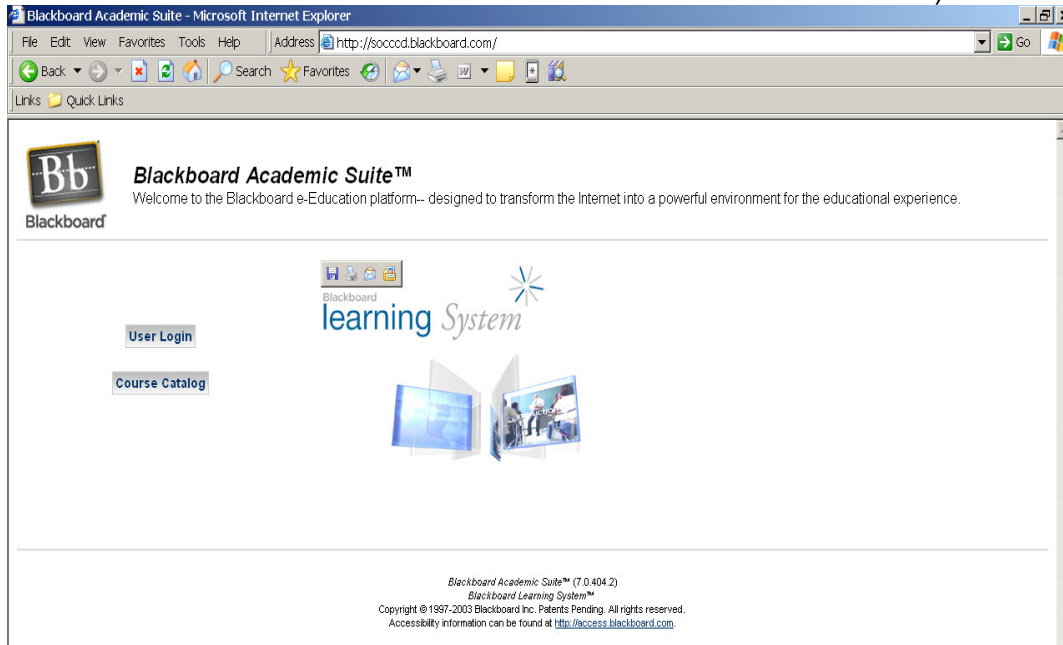 Blackboard Academic Suite - Microsoft Internet Explorer
File Edit View Favorites Tools Help Address http://socccd.blackboard.com/ Go
Back Search Favorites
Links Quick Links
Bb
Blackboard
Blackboard Academic Suite™
Welcome to the Blackboard e-Education platform-- designed to transform the Internet into a powerful environment for the educational experience.
Blackboard
learning System
User Login
Course Catalog
Blackboard Academic Suite™ (7.0.404.2)
Blackboard Learning System™
Copyright © 1997-2003 Blackboard Inc. Patents Pending. All rights reserved.
Accessibility information can be found at http://access.blackboard.com.